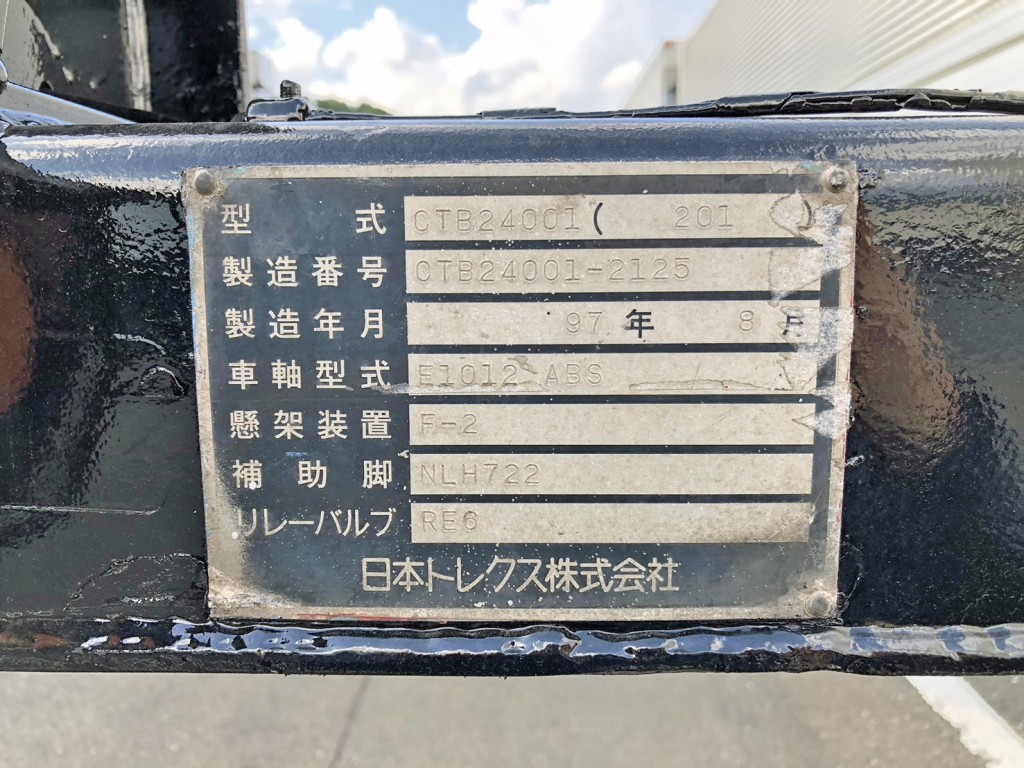 型式 CTB24001( 201 )
製造番号 CTB24001-2125
製造年月 97年 8月
車軸型式 E1012 ABS
懸架装置 F-2
補助脚 NLH722
リレーバルブ RE6
日本トレクス株式会社